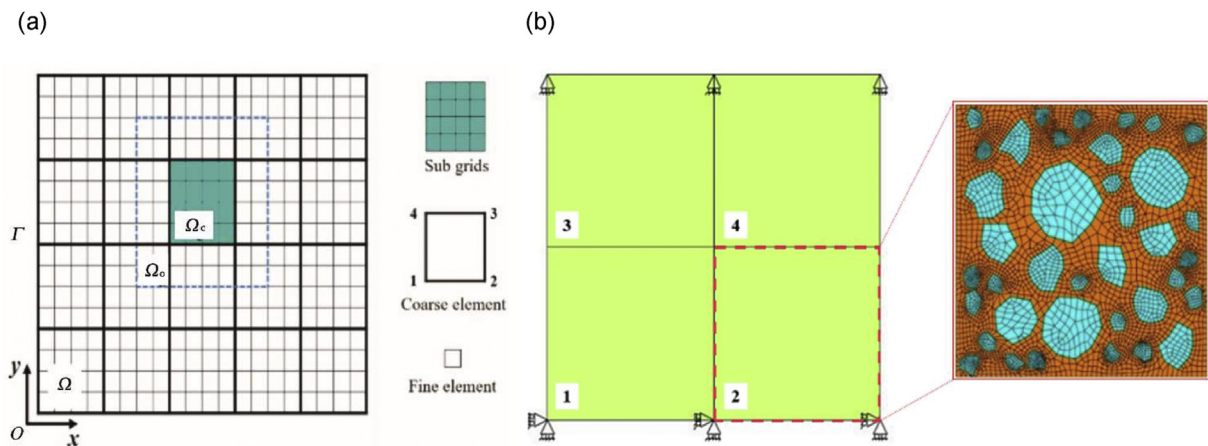 (a)
(b)
Γ
Ωc
Ωo
Ω
y
O
x
Sub grids
4
3
1
2
Coarse element
Fine element
3
4
1
2